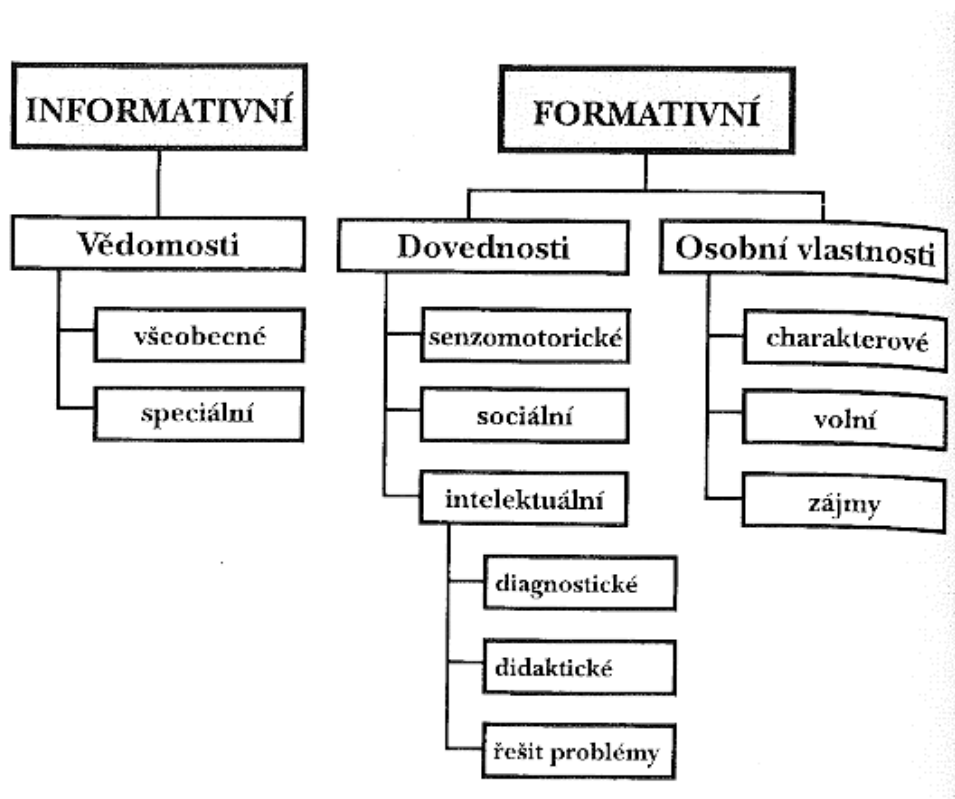 INFORMATIVNÍ
Vědomosti
všeobecné
speciální
FORMATIVNÍ
Dovednosti
senzomotorické
sociální
intelektuální
diagnostické
didaktické
řešit problémy
Osobní vlastnosti
charakterové
volní
zájmy